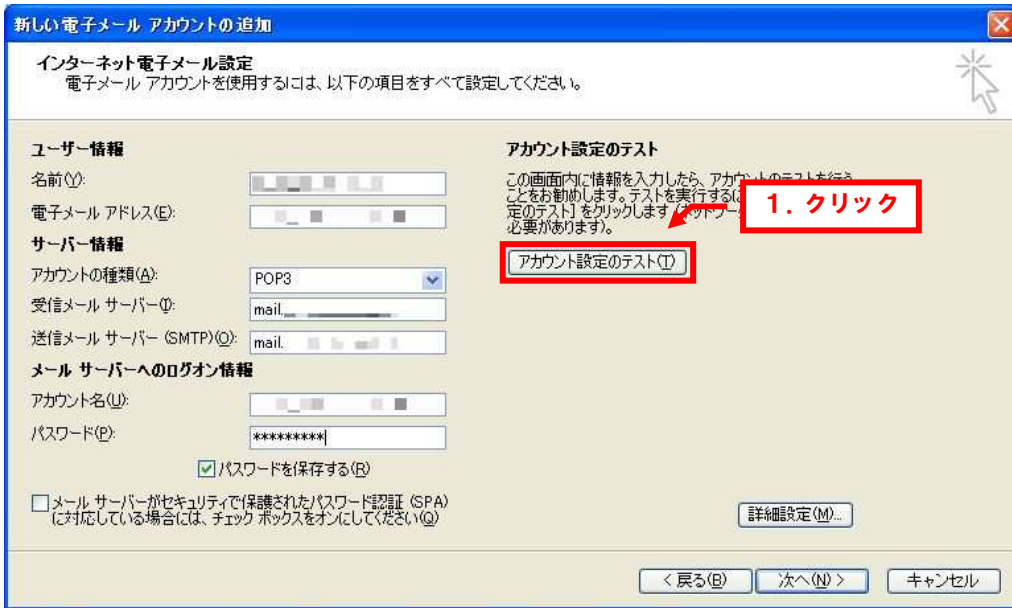 新しい電子メール アカウントの追加
インターネット電子メール設定
電子メール アカウントを使用するには、以下の項目をすべて設定してください。
ユーザー情報
名前(Y):
電子メール アドレス(E):
サーバー情報
アカウントの種類(A):
POP3
受信メール サーバー(I):
mail.
送信メール サーバー (SMTP)(O):
mail.
メール サーバーへのログオン情報
アカウント名(U):
パスワード(P):
*********
パスワードを保存する(R)
メール サーバーがセキュリティで保護されたパスワード認証 (SPA)
に対応している場合には、チェック ボックスをオンにしてください(Q)
アカウント設定のテスト
この画面内に情報を入力したら、アカウントのテストを行う
ことをお勧めします。テストを実行するには
定のテスト] をクリックします (ネットワー
必要があります)。
1. クリック
アカウント設定のテスト(T)
詳細設定(M)...
< 戻る(B)
次へ(N) >
キャンセル